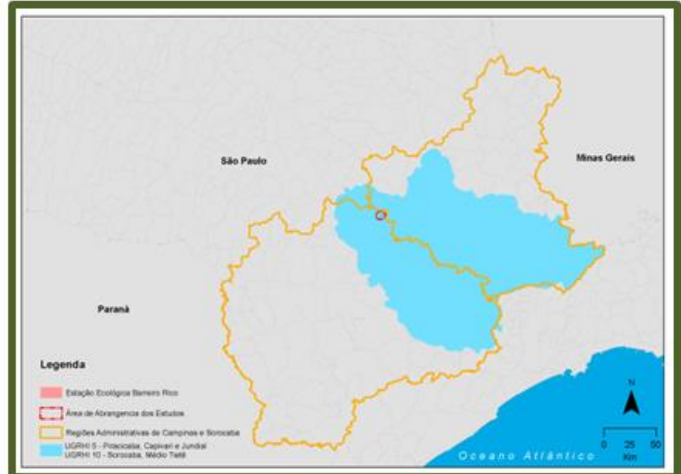 São Paulo
Minas Gerais
Paraná
Legenda
Estação Ecológica Barreiro Rico
Área de Abrangencia dos Estudos
Regiões Administrativas de Campinas e Sorocaba
UGRHI 5 - Piracicaba, Capivari e Jundiaí
UGRHI 10 - Sorocaba, Médio Tietê
N
0 25 50
Km
Oceano Atlântico